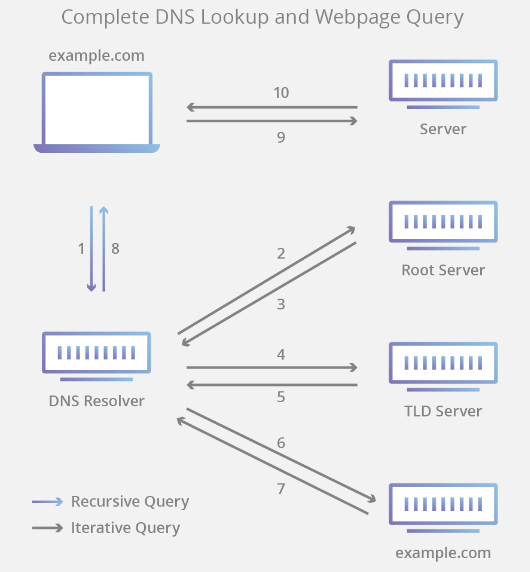 Complete DNS Lookup and Webpage Query
example.com
10
9
Server
1
8
2
3
Root Server
DNS Resolver
4
5
TLD Server
6
7
Recursive Query
Iterative Query
example.com